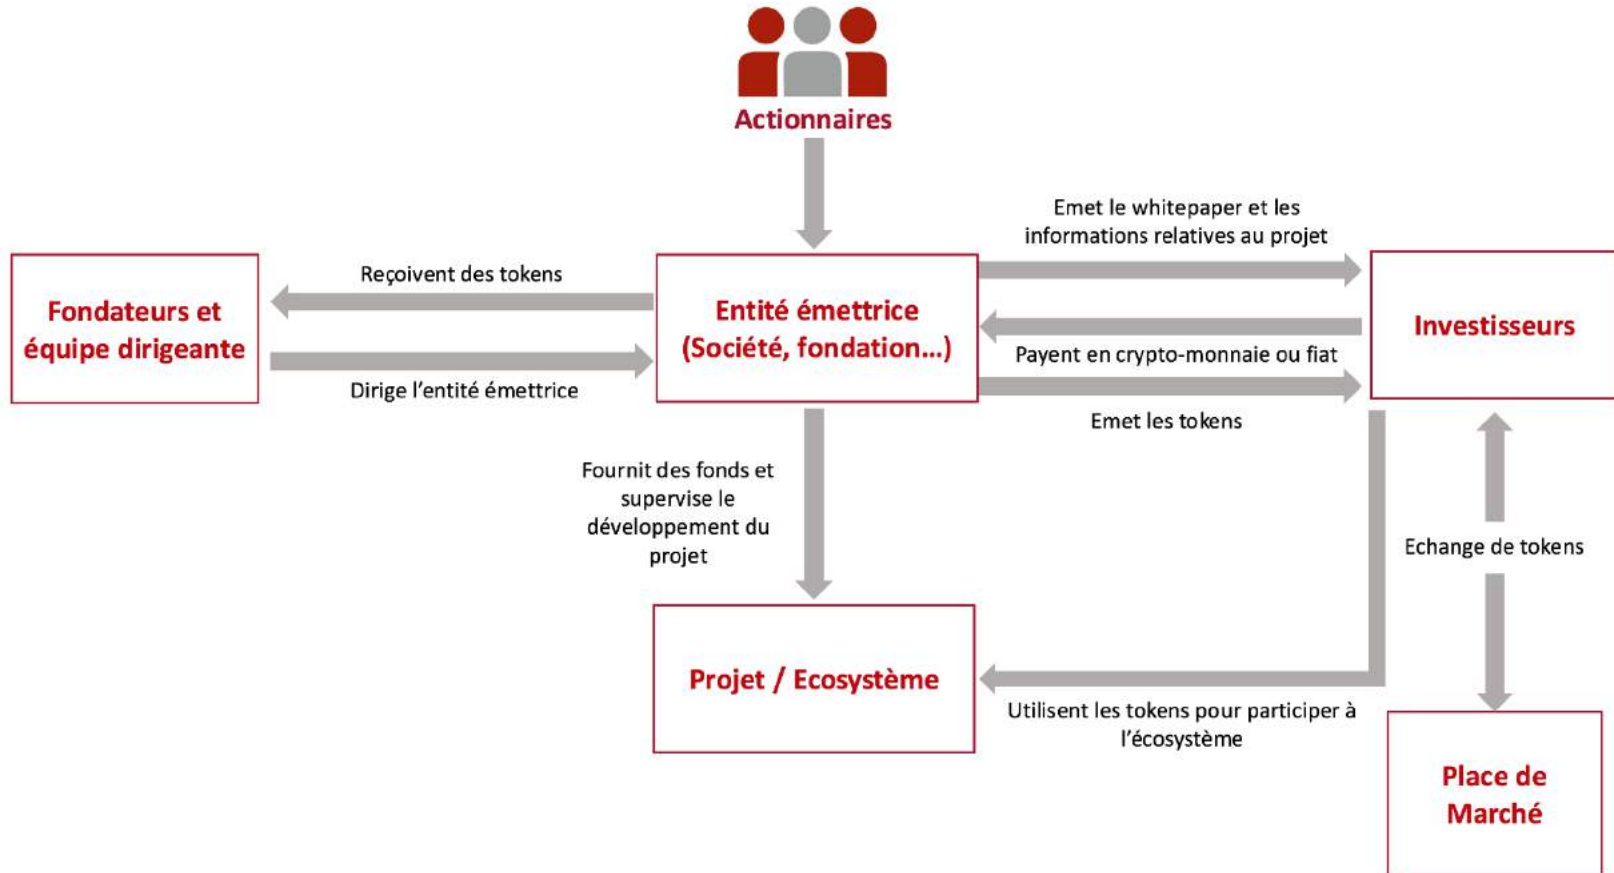 Actionnaires
Emet le whitepaper et les
informations relatives au projet
Reçoivent des tokens
Fondateurs et
équipe dirigeante
Entité émettrice
(Société, fondation...)
Investisseurs
Payent en crypto-monnaie ou fiat
Dirige l'entité émettrice
Emet les tokens
Fournit des fonds et
supervise le
développement du
projet
Echange de tokens
Projet / Ecosystème
Utilisent les tokens pour participer à
l'écosystème
Place de
Marché